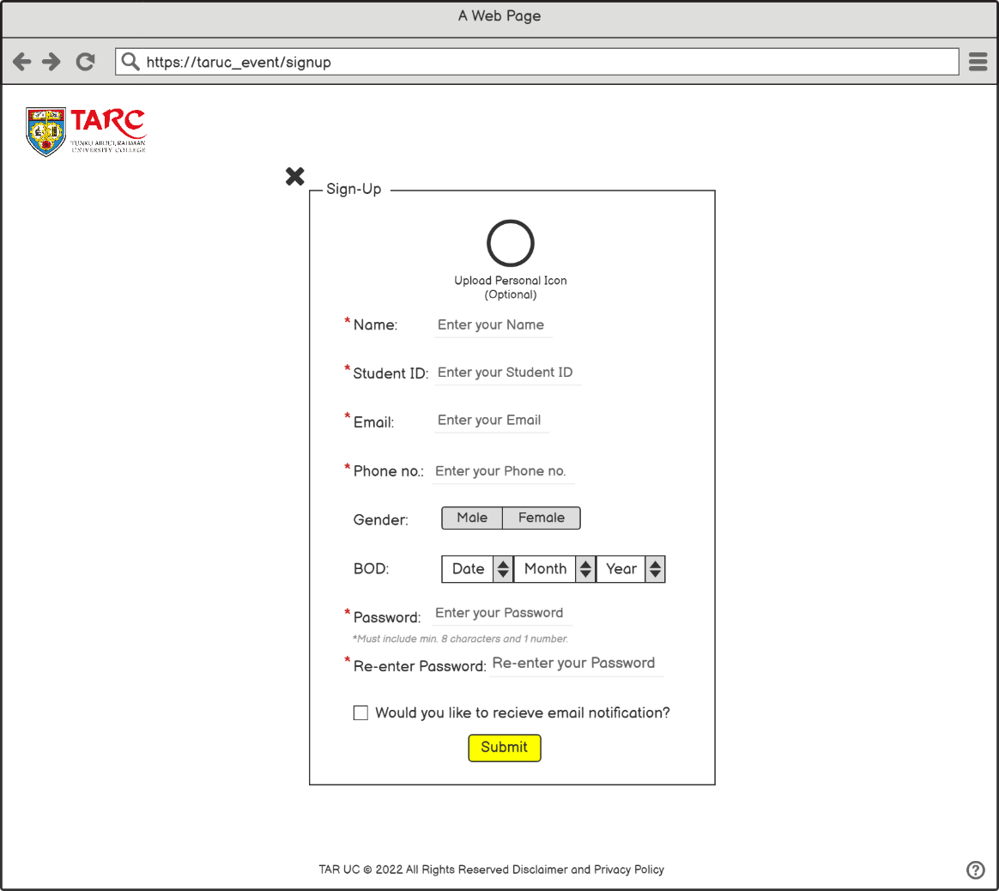 A Web Page
https://taruc_event/signup
TARC
TUNKU ABDUL RAHMAN
UNIVERSITY COLLEGE
Sign-Up
Upload Personal Icon
(Optional)
* Name: Enter your Name
* Student ID: Enter your Student ID
* Email: Enter your Email
* Phone no.: Enter your Phone no.
Gender: Male Female
BOD: Date Month Year
* Password: Enter your Password
*Must include min. 8 characters and 1 number.
* Re-enter Password: Re-enter your Password
Would you like to recieve email notification?
Submit
TAR UC © 2022 All Rights Reserved Disclaimer and Privacy Policy
?